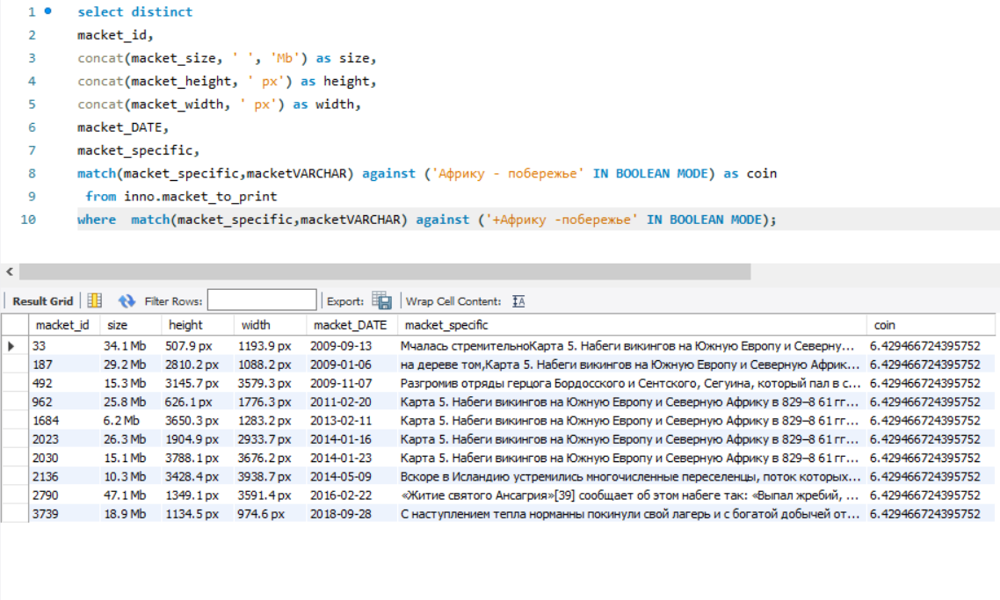 1 select distinct
2 macket_id,
3 concat(macket_size, ' ', 'Mb') as size,
4 concat(macket_height, ' px') as height,
5 concat(macket_width, ' px') as width,
6 macket_DATE,
7 macket_specific,
8 match(macket_specific,macketVARCHAR) against ('Африку - побережье' IN BOOLEAN MODE) as coin
9 from inno.macket_to_print
10 where match(macket_specific,macketVARCHAR) against ('+Африку -побережье' IN BOOLEAN MODE);
Result Grid Filter Rows: Export: Wrap Cell Content: IA
macket_id size height width macket_DATE macket_specific coin
33 34.1 Mb 507.9 px 1193.9 px 2009-09-13 Мчалась стремительноКарта 5. Набеги викингов на Южную Европу и Северну... 6.429466724395752
187 29.2 Mb 2810.2 px 1088.2 px 2009-01-06 на дереве том,Карта 5. Набеги викингов на Южную Европу и Северную Африк... 6.429466724395752
492 15.3 Mb 3145.7 px 3579.3 px 2009-11-07 Разгромив отряды герцога Бордосского и Сентского, Сегуина, который пал в с... 6.429466724395752
962 25.8 Mb 626.1 px 1776.3 px 2011-02-20 Карта 5. Набеги викингов на Южную Европу и Северную Африку в 829–8 61 гг... 6.429466724395752
1684 6.2 Mb 3650.3 px 1283.2 px 2013-02-11 Карта 5. Набеги викингов на Южную Европу и Северную Африку в 829–8 61 гг... 6.429466724395752
2023 26.3 Mb 1904.9 px 2933.7 px 2014-01-16 Карта 5. Набеги викингов на Южную Европу и Северную Африку в 829–8 61 гг... 6.429466724395752
2030 15.1 Mb 3788.1 px 3676.2 px 2014-01-23 Карта 5. Набеги викингов на Южную Европу и Северную Африку в 829–8 61 гг... 6.429466724395752
2136 10.3 Mb 3428.4 px 3938.7 px 2014-05-09 Вскоре в Исландию устремились многочисленные переселенцы, поток которых... 6.429466724395752
2790 47.1 Mb 1349.1 px 3591.4 px 2016-02-22 «Житие святого Ансагрия»[39] сообщает об этом набеге так: «Выпал жребий, ... 6.429466724395752
3739 18.9 Mb 1134.5 px 974.6 px 2018-09-28 С наступлением тепла норманны покинули свой лагерь и с богатой добычей от... 6.429466724395752